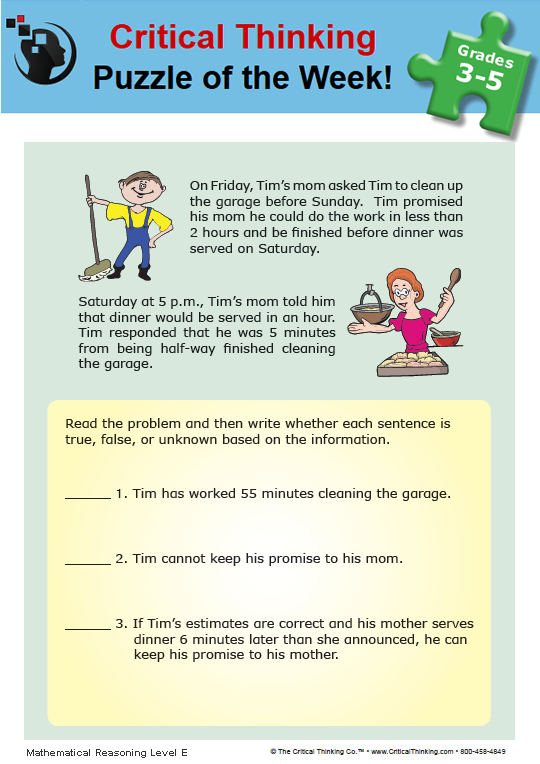 Critical Thinking
Puzzle of the Week!
Grades
3-5
On Friday, Tim's mom asked Tim to clean up
the garage before Sunday. Tim promised
his mom he could do the work in less than
2 hours and be finished before dinner was
served on Saturday.
Saturday at 5 p.m., Tim's mom told him
that dinner would be served in an hour.
Tim responded that he was 5 minutes
from being half-way finished cleaning
the garage.
Read the problem and then write whether each sentence is
true, false, or unknown based on the information.
______ 1. Tim has worked 55 minutes cleaning the garage.
______ 2. Tim cannot keep his promise to his mom.
______ 3. If Tim's estimates are correct and his mother serves
dinner 6 minutes later than she announced, he can
keep his promise to his mother.
Mathematical Reasoning Level E
© The Critical Thinking Co.™ • www.CriticalThinking.com • 800-458-4849